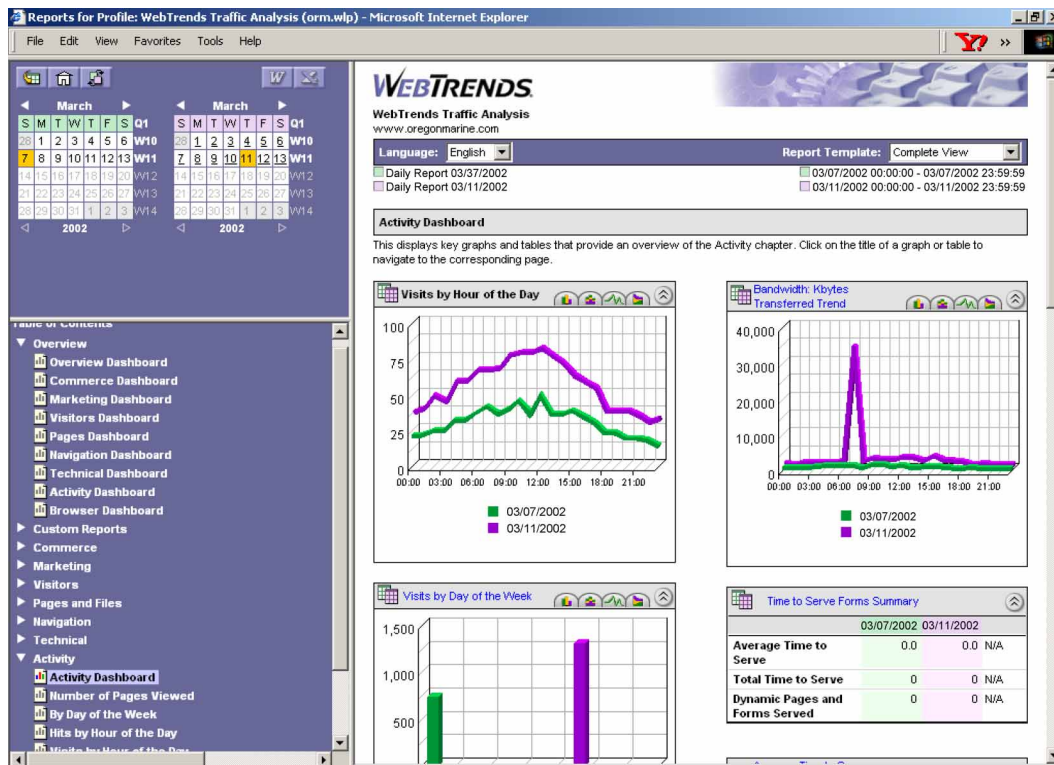 Reports for Profile: WebTrends Traffic Analysis (orm.wlp) - Microsoft Internet Explorer
File Edit View Favorites Tools Help
Y! »
W
March March
S M T W T F S Q1 S M T W T F S Q1
28 1 2 3 4 5 6 W10 28 1 2 3 4 5 6 W10
7 8 9 10 11 12 13 W11 7 8 9 10 11 12 13 W11
14 15 16 17 18 19 20 W12 14 15 16 17 18 19 20 W12
21 22 23 24 25 26 27 W13 21 22 23 24 25 26 27 W13
28 29 30 31 1 2 3 W14 28 29 30 31 1 2 3 W14
2002 2002
Table of Contents
Overview
Overview Dashboard
Commerce Dashboard
Marketing Dashboard
Visitors Dashboard
Pages Dashboard
Navigation Dashboard
Technical Dashboard
Activity Dashboard
Browser Dashboard
Custom Reports
Commerce
Marketing
Visitors
Pages and Files
Navigation
Technical
Activity
Activity Dashboard
Number of Pages Viewed
By Day of the Week
Hits by Hour of the Day
Visits by Hour of the Day
WEBTRENDS
WebTrends Traffic Analysis
www.oregonmarine.com
Language: English Report Template: Complete View
Daily Report 03/37/2002 03/07/2002 00:00:00 - 03/07/2002 23:59:59
Daily Report 03/11/2002 03/11/2002 00:00:00 - 03/11/2002 23:59:59
Activity Dashboard
This displays key graphs and tables that provide an overview of the Activity chapter. Click on the title of a graph or table to
navigate to the corresponding page.
Visits by Hour of the Day
100
75
50
25
0
00:00 03:00 06:00 09:00 12:00 15:00 18:00 21:00
03/07/2002
03/11/2002
Bandwidth: Kbytes
Transferred Trend
40,000
30,000
20,000
10,000
0
00:00 03:00 06:00 09:00 12:00 15:00 18:00 21:00
03/07/2002
03/11/2002
Visits by Day of the Week
1,500
1,000
500
Time to Serve Forms Summary
03/07/2002 03/11/2002
Average Time to
Serve 0.0 0.0 N/A
Total Time to Serve 0 0 N/A
Dynamic Pages and
Forms Served 0 0 N/A